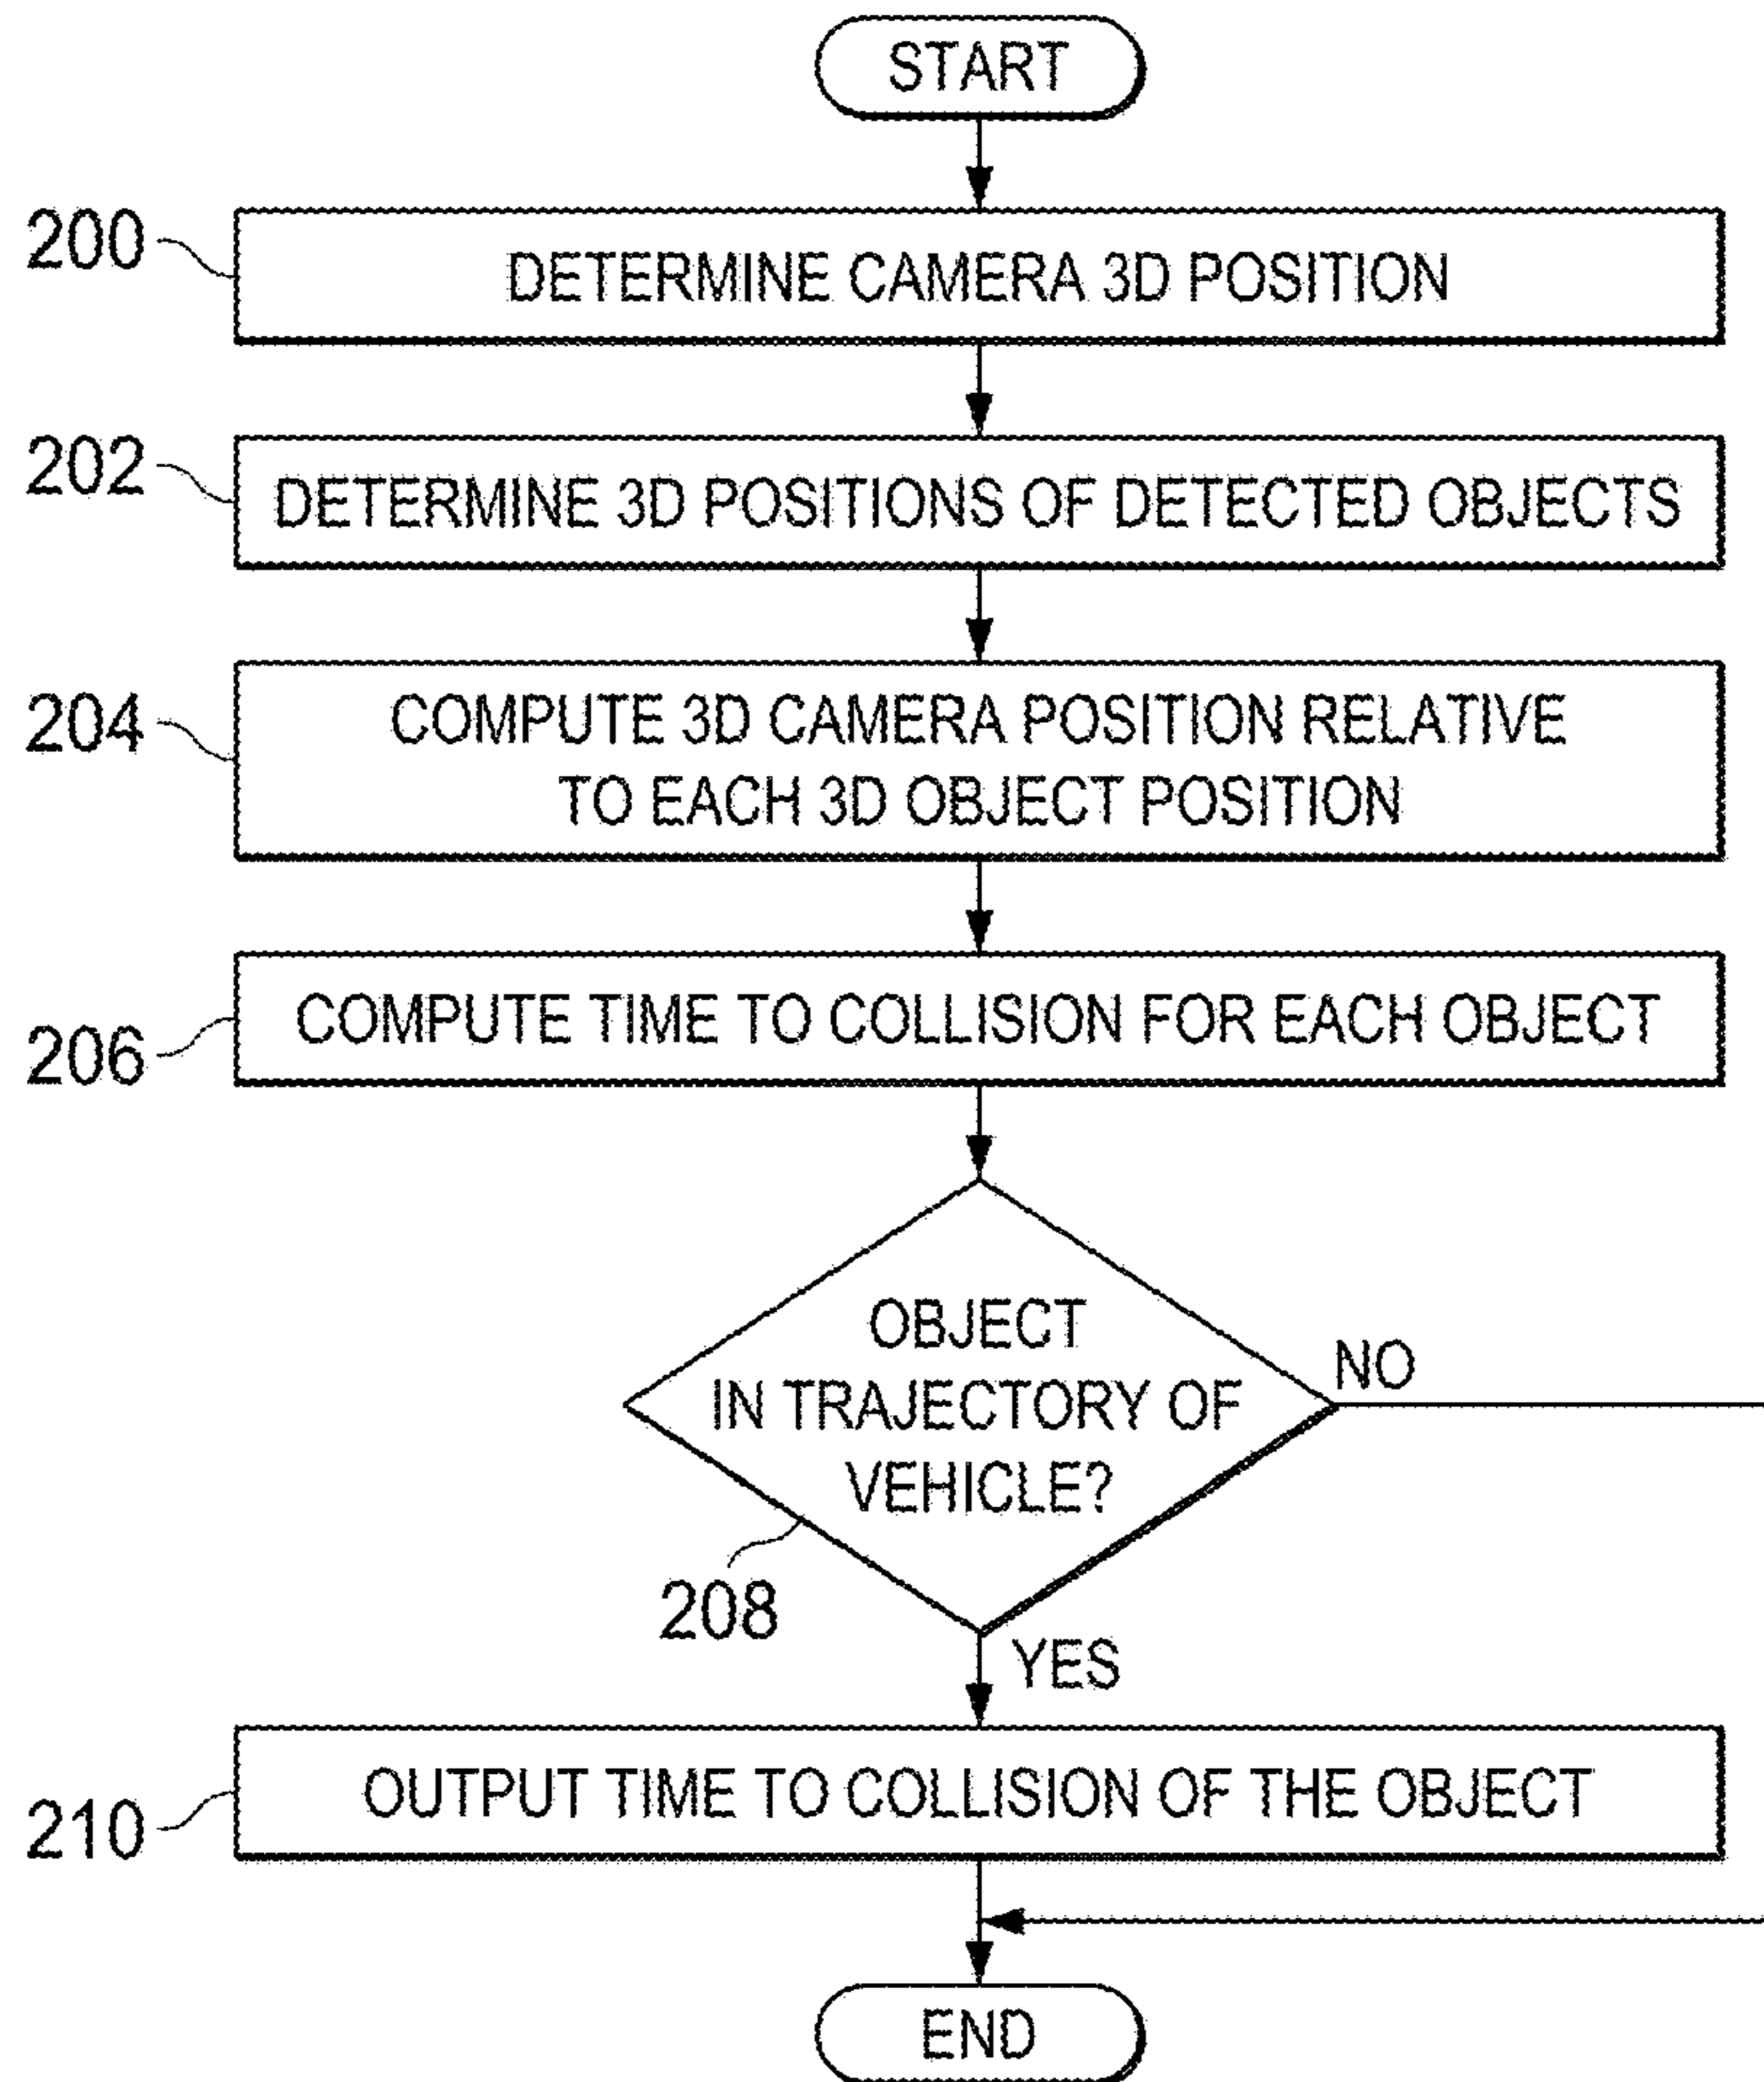 START
200
DETERMINE CAMERA 3D POSITION
202
DETERMINE 3D POSITIONS OF DETECTED OBJECTS
204
COMPUTE 3D CAMERA POSITION RELATIVE
TO EACH 3D OBJECT POSITION
206
COMPUTE TIME TO COLLISION FOR EACH OBJECT
OBJECT
IN TRAJECTORY OF
VEHICLE?
NO
208
YES
210
OUTPUT TIME TO COLLISION OF THE OBJECT
END